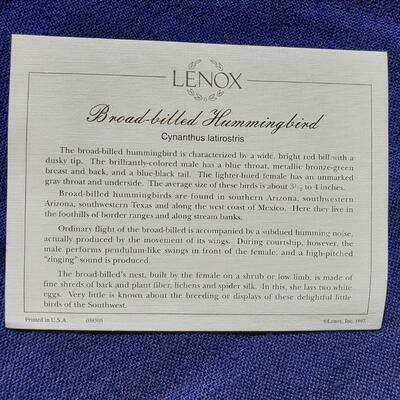 LENOX
Broad-billed Hummingbird
Cynanthus latirostris
The broad-billed hummingbird is characterized by a wide, bright red bill with a
dusky tip. The brilliantly-colored male has a blue throat, metallic bronze-green
breast and back, and a blue-black tail. The lighter-hued female has an unmarked
gray throat and underside. The average size of these birds is about 3 1/2 to 4 inches.
Broad-billed hummingbirds are found in southern Arizona, southwestern
Arizona, southwestern Texas and along the west coast of Mexico. Here they live in
the foothills of border ranges and along stream banks.
Ordinary flight of the broad-billed is accompanied by a subdued humming noise,
actually produced by the movement of its wings. During courtship, however, the
male performs pendulum-like swings in front of the female, and a high-pitched
"zinging" sound is produced.
The broad-billed's nest, built by the female on a shrub or low limb, is made of
fine shreds of bark and plant fiber, lichens and spider silk. In this, she lays two white
eggs. Very little is known about the breeding or displays of these delightful little
birds of the Southwest.
Printed in U.S.A.
©Lenox, Inc. 1997